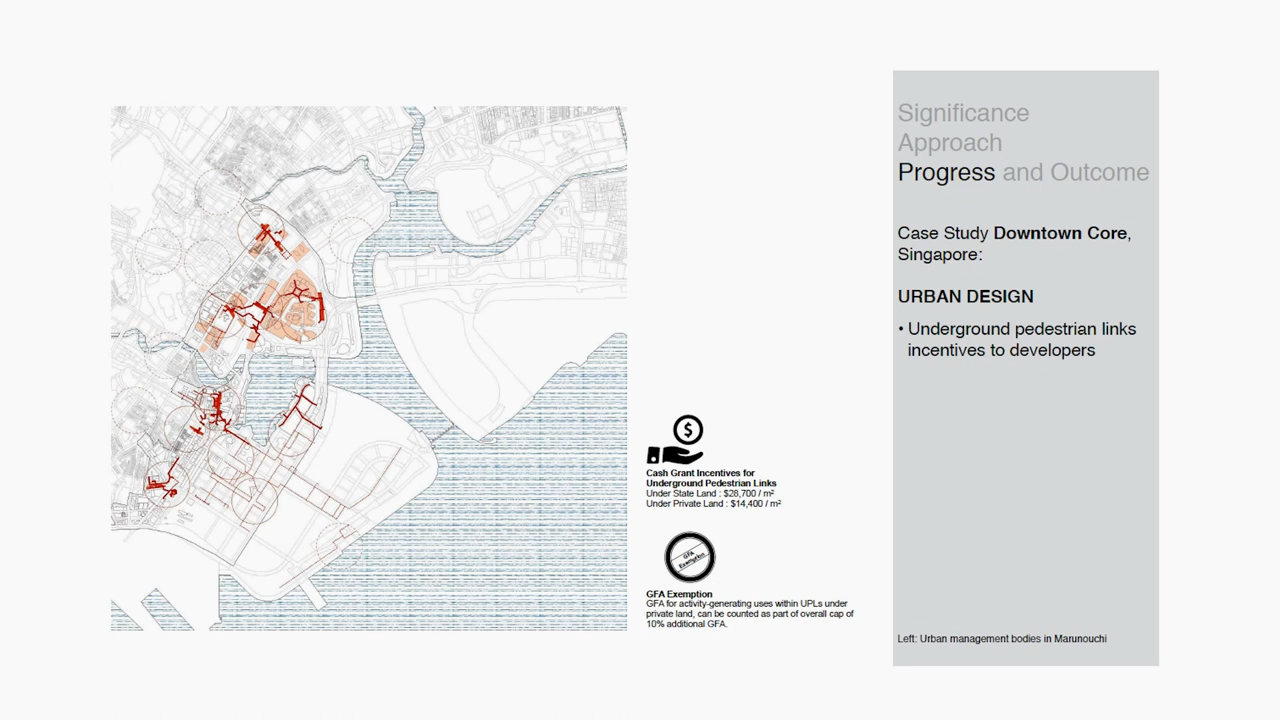 Significance
Approach
Progress and Outcome
Case Study Downtown Core,
Singapore:
URBAN DESIGN
• Underground pedestrian links
incentives to developers
$
Cash Grant Incentives for
Underground Pedestrian Links
Under State Land : $28,700 / m²
Under Private Land : $14,400 / m²
GFA
Exemption
GFA Exemption
GFA for activity-generating uses within UPLs under
private land, can be counted as part of overall cap of
10% additional GFA.
Left: Urban management bodies in Marunouchi